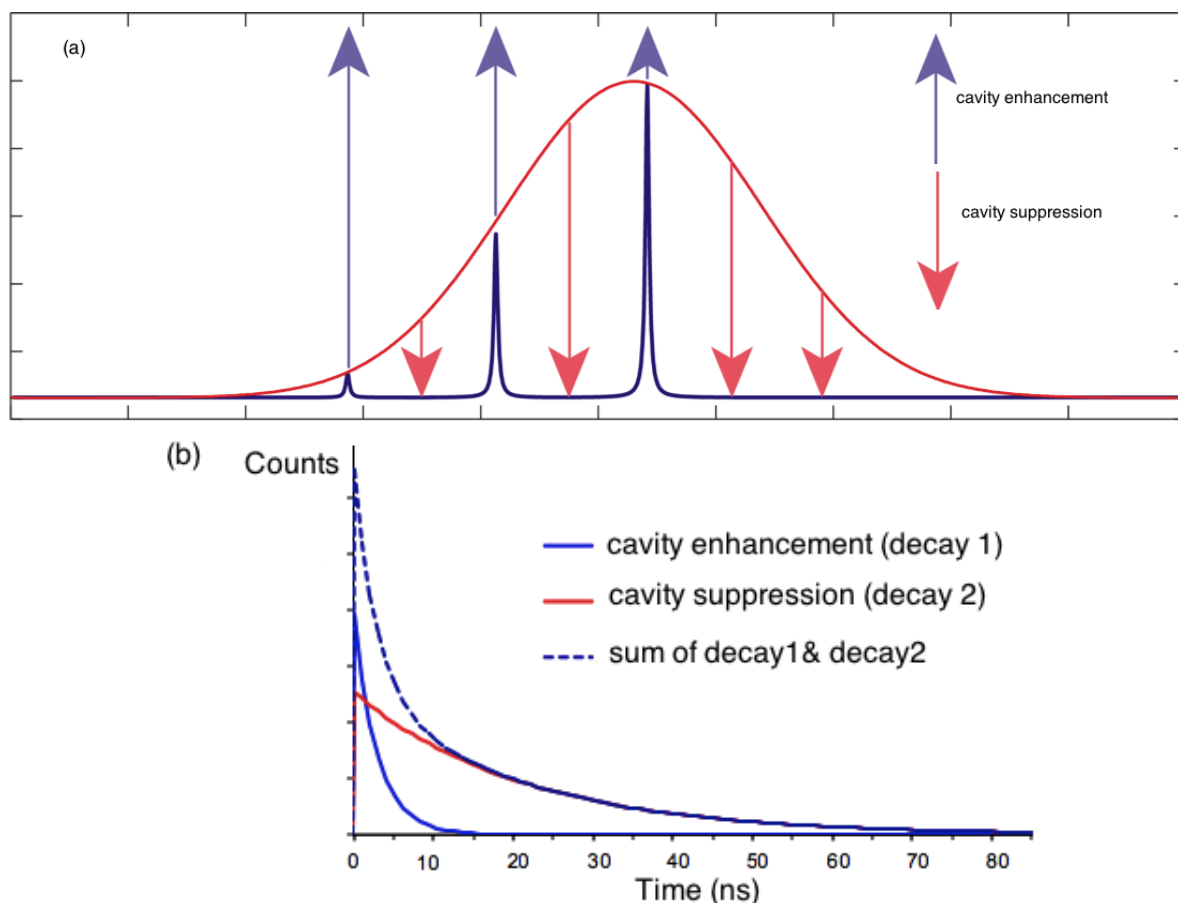 (a)
cavity enhancement
cavity suppression
(b)
Counts
cavity enhancement (decay 1)
cavity suppression (decay 2)
sum of decay1& decay2
0 10 20 30 40 50 60 70 80
Time (ns)